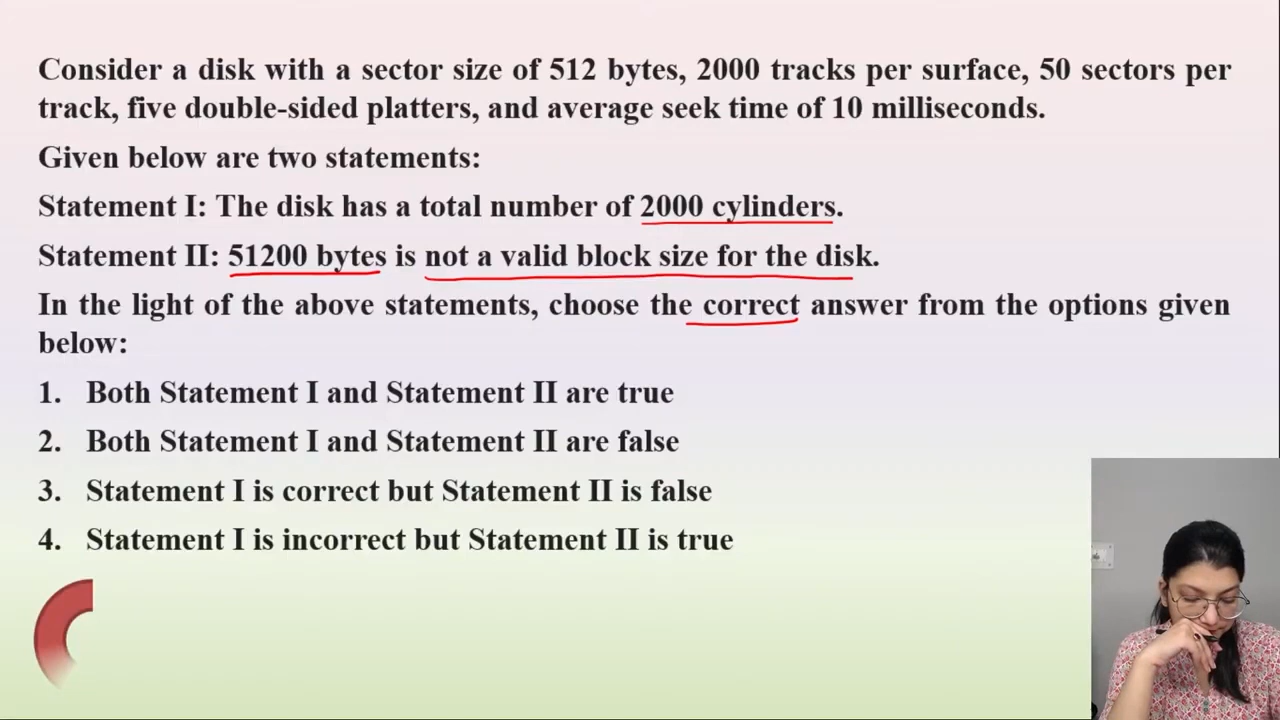 Consider a disk with a sector size of 512 bytes, 2000 tracks per surface, 50 sectors per
track, five double-sided platters, and average seek time of 10 milliseconds.
Given below are two statements:
Statement I: The disk has a total number of 2000 cylinders.
Statement II: 51200 bytes is not a valid block size for the disk.
In the light of the above statements, choose the correct answer from the options given
below:
1. Both Statement I and Statement II are true
2. Both Statement I and Statement II are false
3. Statement I is correct but Statement II is false
4. Statement I is incorrect but Statement II is true